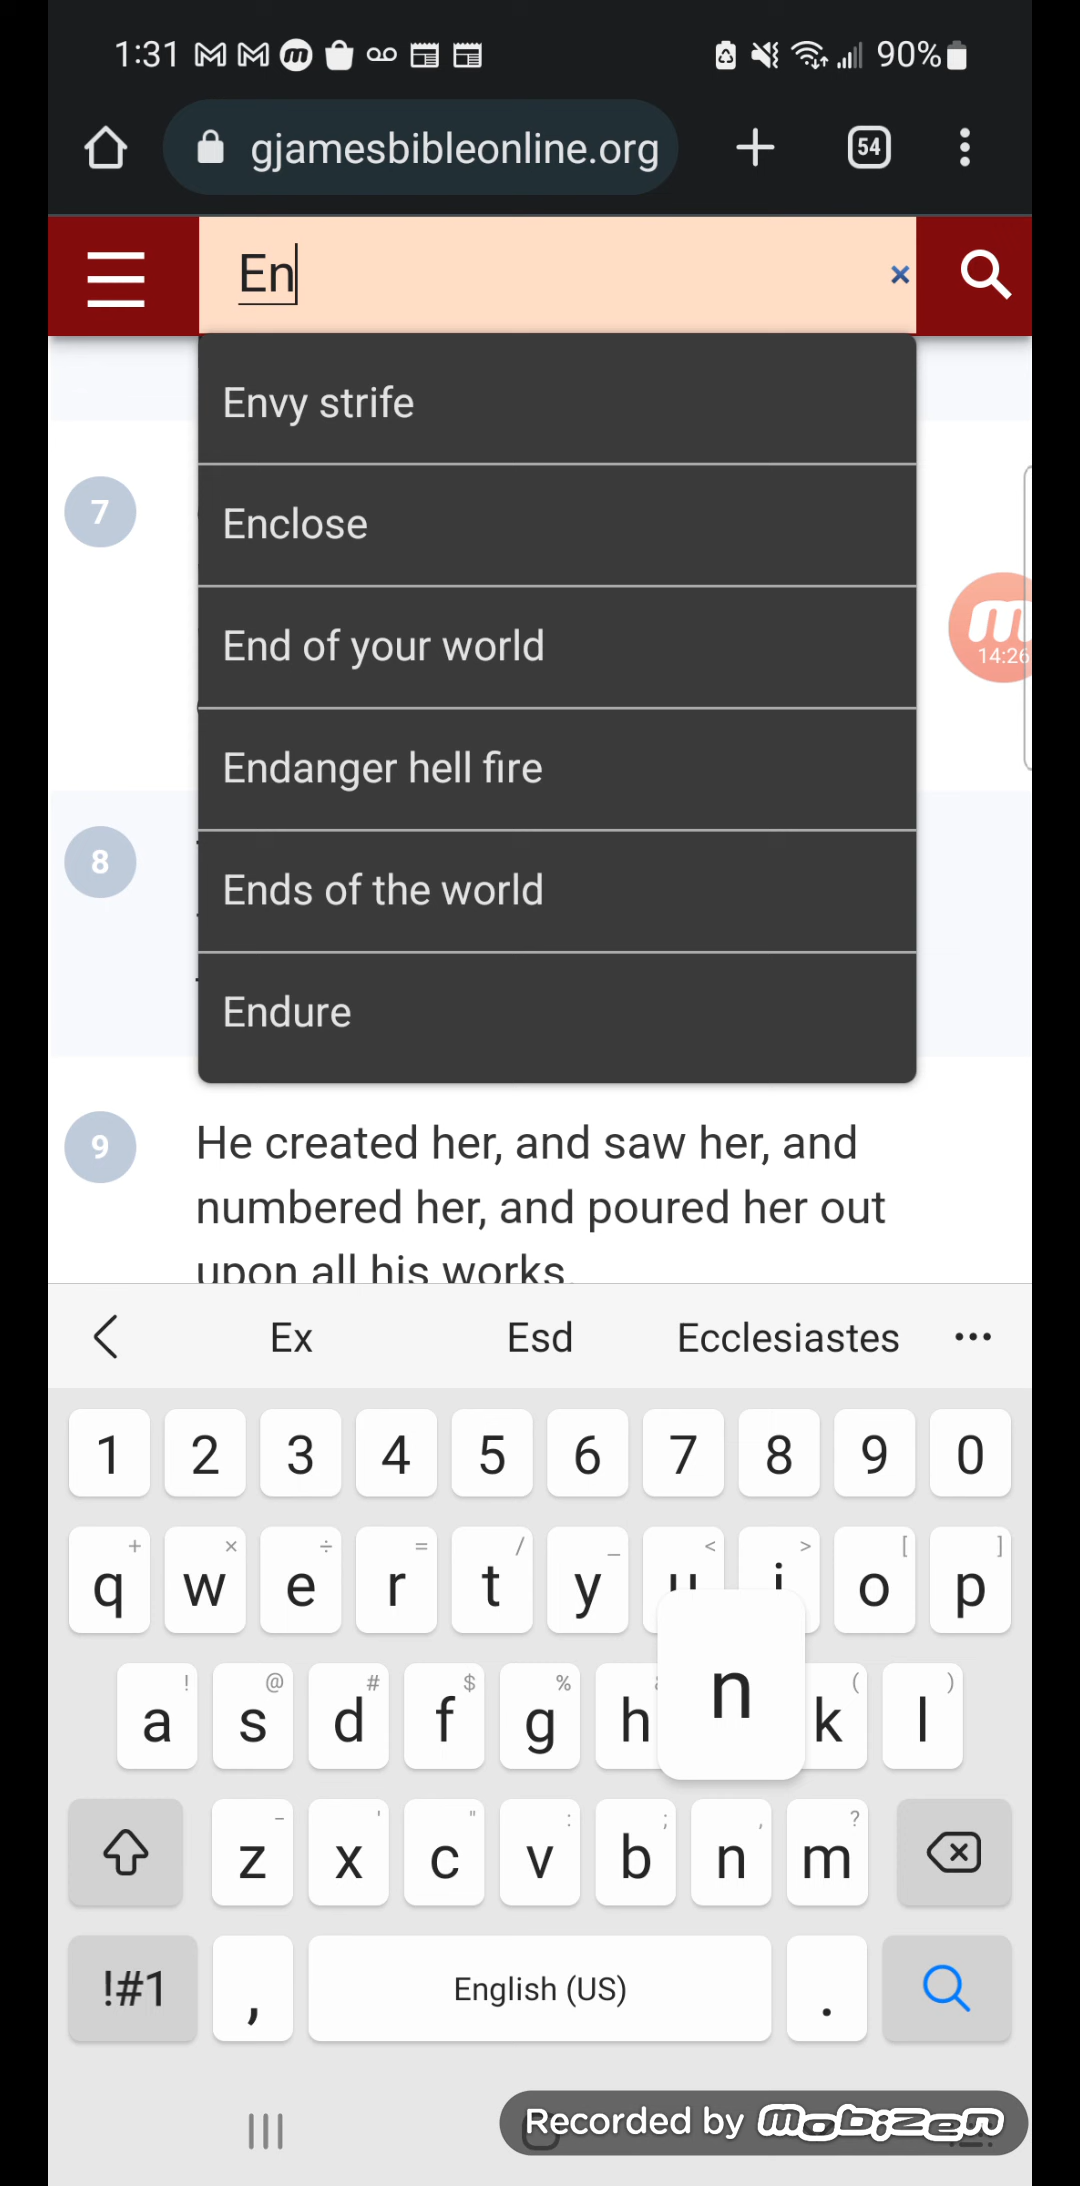 1:31 90%
gjamesbibleonline.org 54
En ×
Envy strife
Enclose
7
End of your world
14:26
Endanger hell fire
8
Ends of the world
Endure
9 He created her, and saw her, and
numbered her, and poured her out
upon all his works
Ex Esd Ecclesiastes ...
1 2 3 4 5 6 7 8 9 0
+ × ÷ = / _ < > [ ]
q w e r t y u i o p
! @ # $ % ( )
a s d f g h n k l
- ' " : ; , ?
z x c v b n m
!#1 , English (US) .
Recorded by mobizen